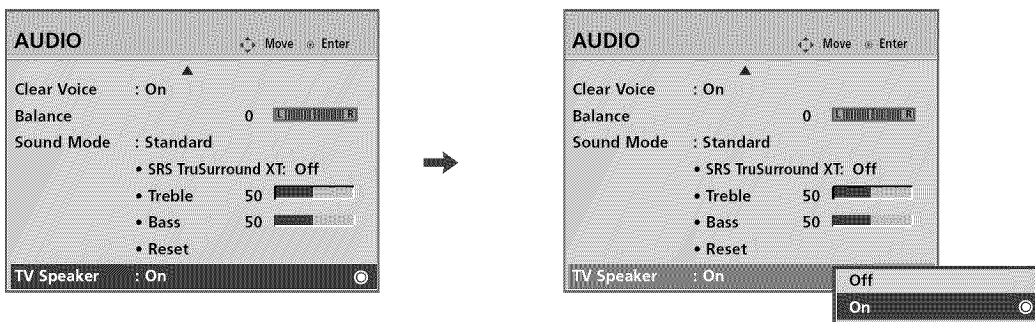 AUDIO
Move Enter
Clear Voice : On
Balance 0 L R
Sound Mode : Standard
• SRS TruSurround XT: Off
• Treble 50
• Bass 50
• Reset
TV Speaker : On
AUDIO
Move Enter
Clear Voice : On
Balance 0 L R
Sound Mode : Standard
• SRS TruSurround XT: Off
• Treble 50
• Bass 50
• Reset
TV Speaker : On
Off
On